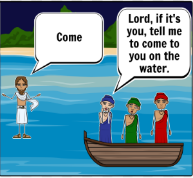 Come
Lord, if it's
you, tell me
to come to
you on the
water.